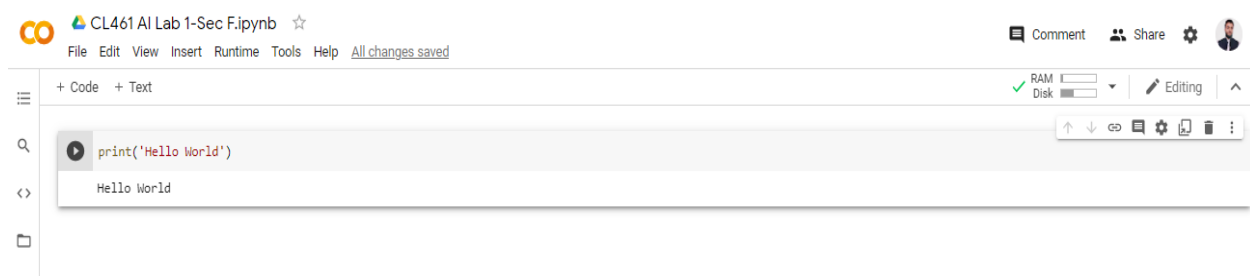 CL461 AI Lab 1-Sec F.ipynb
File Edit View Insert Runtime Tools Help All changes saved
Comment Share
+ Code + Text
RAM
Disk
Editing
print('Hello World')
Hello World